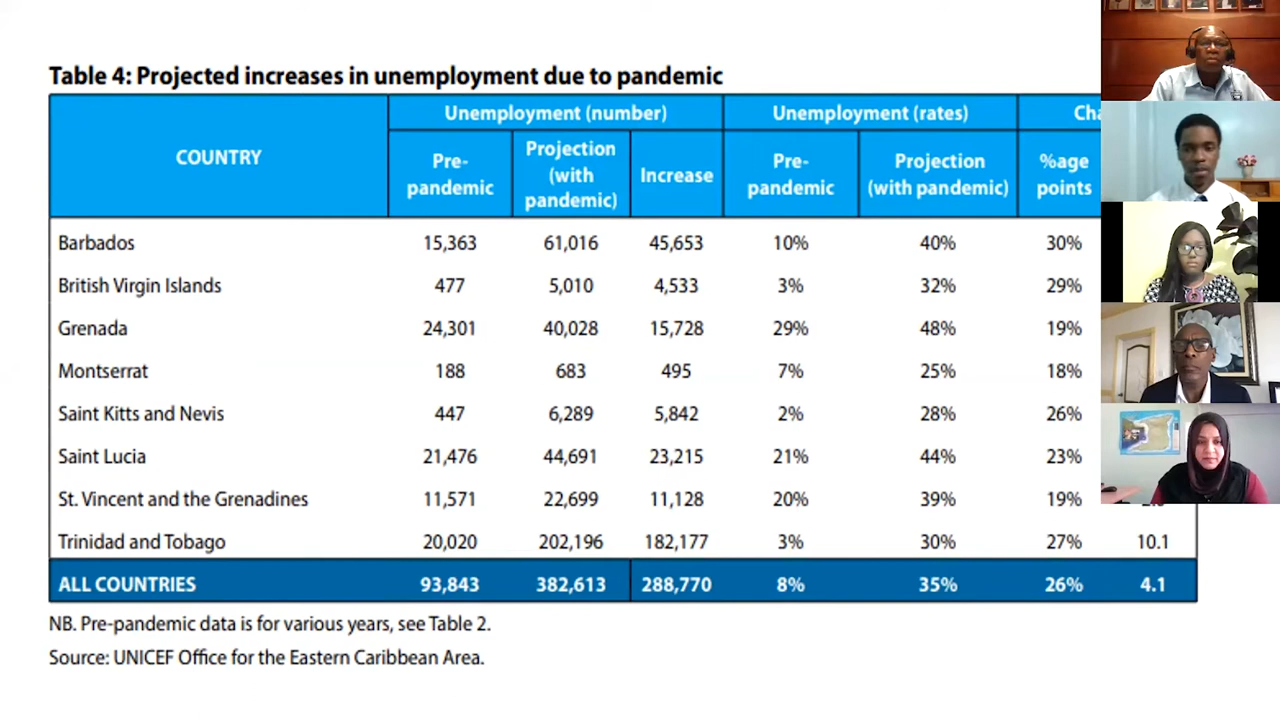 Table 4: Projected increases in unemployment due to pandemic
COUNTRY Unemployment (number) Unemployment (rates)
Pre-pandemic Projection (with pandemic) Increase Pre-pandemic Projection (with pandemic) %age points
Barbados 15,363 61,016 45,653 10% 40% 30%
British Virgin Islands 477 5,010 4,533 3% 32% 29%
Grenada 24,301 40,028 15,728 29% 48% 19%
Montserrat 188 683 495 7% 25% 18%
Saint Kitts and Nevis 447 6,289 5,842 2% 28% 26%
Saint Lucia 21,476 44,691 23,215 21% 44% 23%
St. Vincent and the Grenadines 11,571 22,699 11,128 20% 39% 19%
Trinidad and Tobago 20,020 202,196 182,177 3% 30% 27% 10.1
ALL COUNTRIES 93,843 382,613 288,770 8% 35% 26% 4.1
NB. Pre-pandemic data is for various years, see Table 2.
Source: UNICEF Office for the Eastern Caribbean Area.